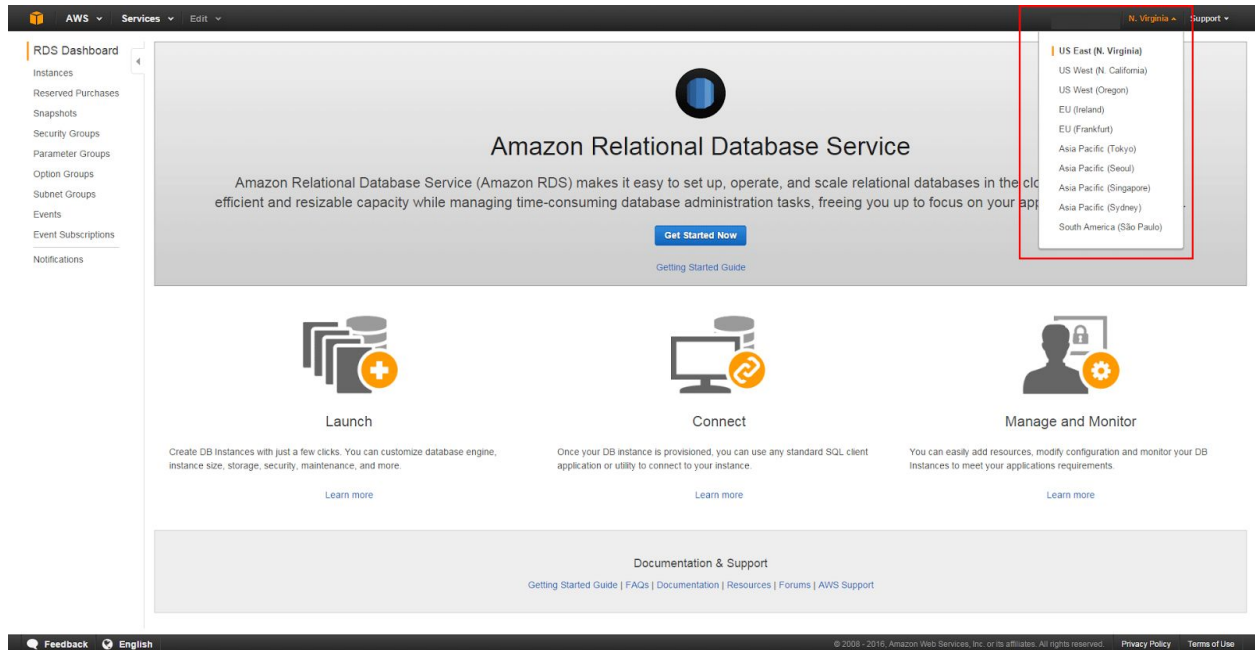 AWS Services Edit N. Virginia Support
RDS Dashboard
Instances
Reserved Purchases
Snapshots
Security Groups
Parameter Groups
Option Groups
Subnet Groups
Events
Event Subscriptions
Notifications
US East (N. Virginia)
US West (N. California)
US West (Oregon)
EU (Ireland)
EU (Frankfurt)
Asia Pacific (Tokyo)
Asia Pacific (Seoul)
Asia Pacific (Singapore)
Asia Pacific (Sydney)
South America (São Paulo)
Amazon Relational Database Service
Amazon Relational Database Service (Amazon RDS) makes it easy to set up, operate, and scale relational databases in the
efficient and resizable capacity while managing time-consuming database administration tasks, freeing you up to focus on your
Get Started Now
Getting Started Guide
Launch
Create DB Instances with just a few clicks. You can customize database engine,
instance size, storage, security, maintenance, and more.
Learn more
Connect
Once your DB instance is provisioned, you can use any standard SQL client
application or utility to connect to your instance.
Learn more
Manage and Monitor
You can easily add resources, modify configuration and monitor your DB
Instances to meet your applications requirements.
Learn more
Documentation & Support
Getting Started Guide | FAQs | Documentation | Resources | Forums | AWS Support
Feedback English © 2008 - 2016, Amazon Web Services, Inc. or its affiliates. All rights reserved. Privacy Policy Terms of Use